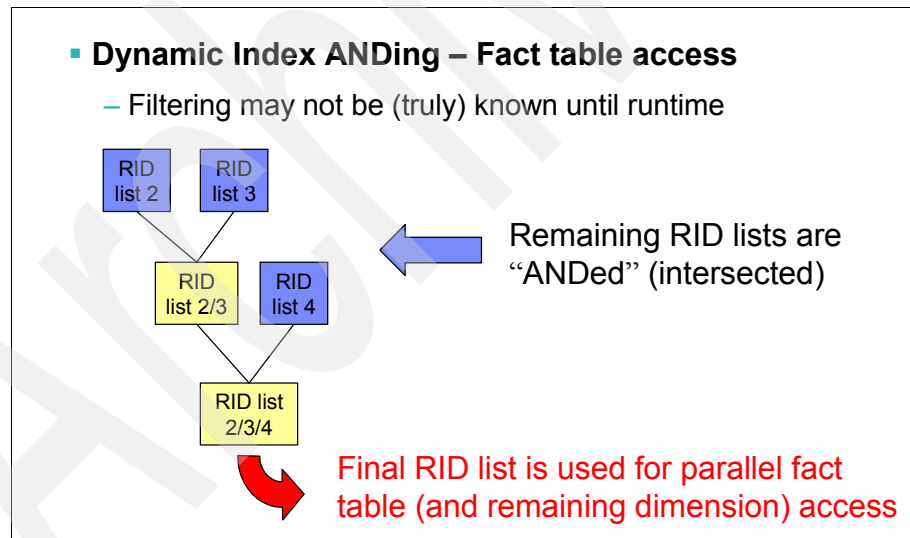 ▪ Dynamic Index ANDing – Fact table access
– Filtering may not be (truly) known until runtime
RID
list 2
RID
list 3
Remaining RID lists are
“ANDed” (intersected)
RID
list 2/3
RID
list 4
RID list
2/3/4
Final RID list is used for parallel fact
table (and remaining dimension) access